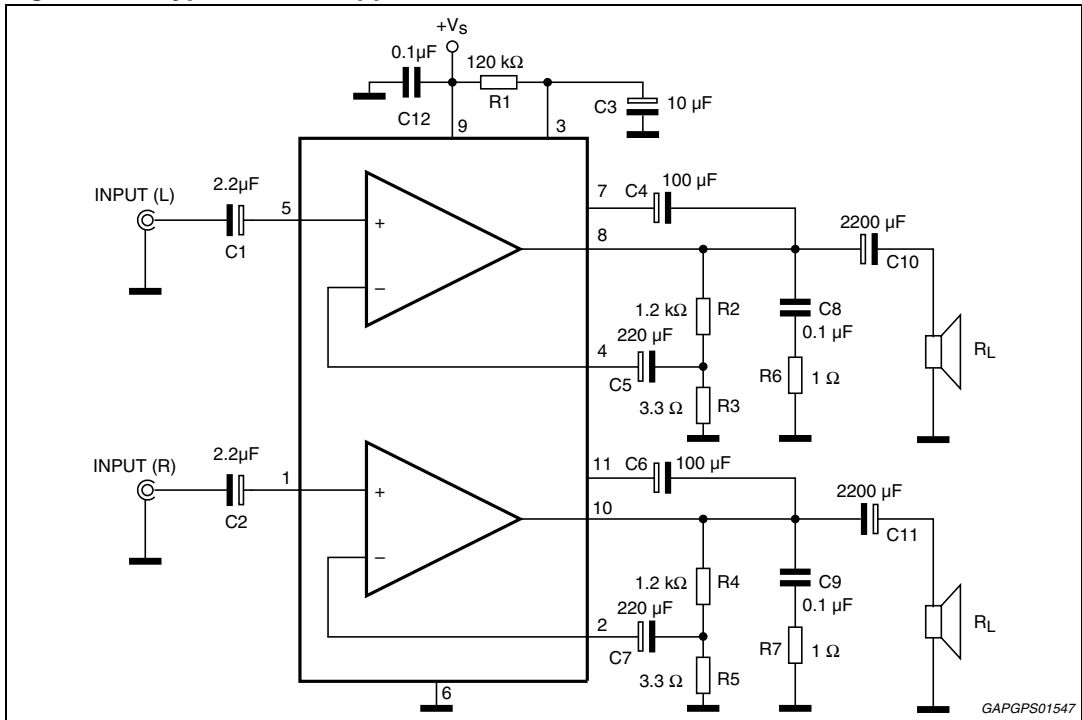 +VS
0.1µF
120 kΩ
R1
C12
C3
10 µF
9
3
INPUT (L)
2.2µF
C1
5
+
–
7
C4
100 µF
8
2200 µF
C10
1.2 kΩ
R2
C8
0.1 µF
220 µF
4
C5
R6
1 Ω
RL
3.3 Ω
R3
INPUT (R)
2.2µF
C2
1
+
–
11
C6
100 µF
10
2200 µF
C11
1.2 kΩ
R4
C9
0.1 µF
220 µF
2
C7
R7
1 Ω
RL
3.3 Ω
R5
6
GAPGPS01547